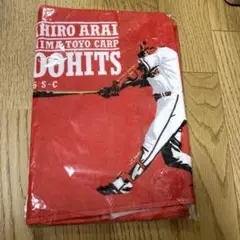 HIRO ARAI
IMA TOYO CARP
OOHITS
S-C